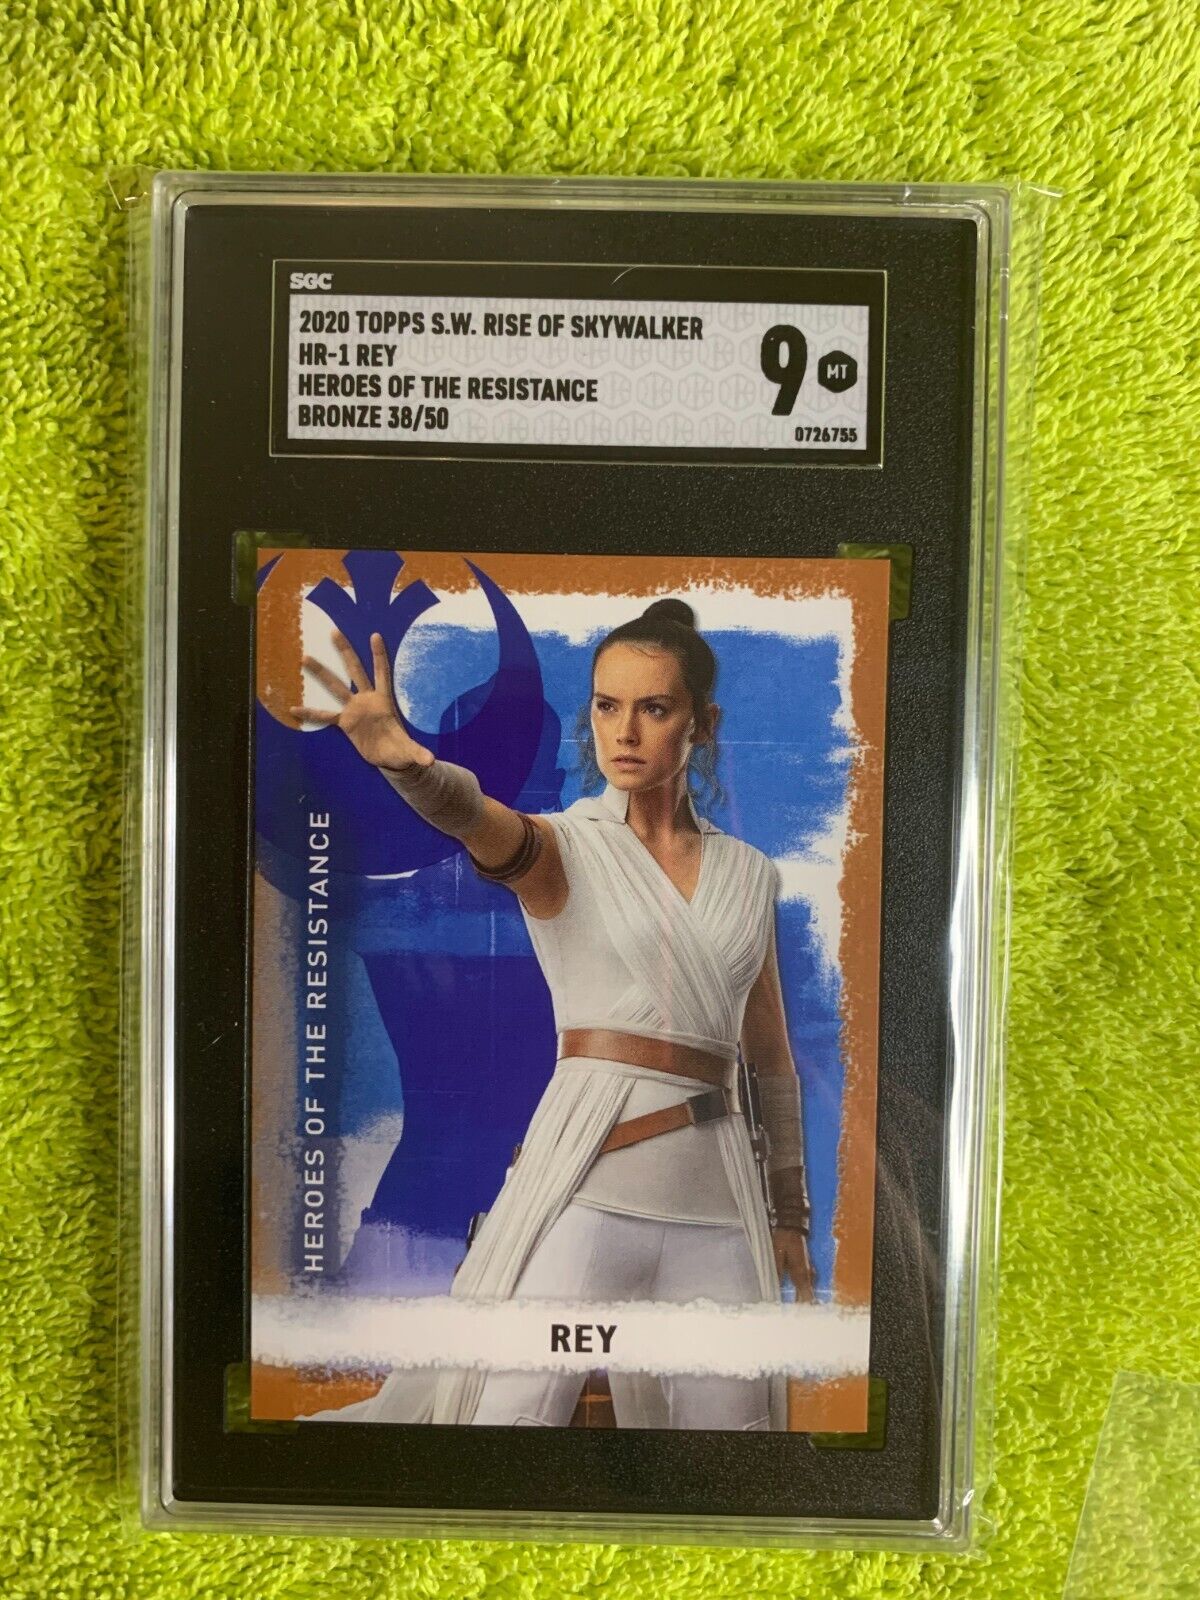 SGC
2020 TOPPS S.W. RISE OF SKYWALKER
HR-1 REY
HEROES OF THE RESISTANCE
BRONZE 38/50
9 MT
0726755
HEROES OF THE RESISTANCE
REY